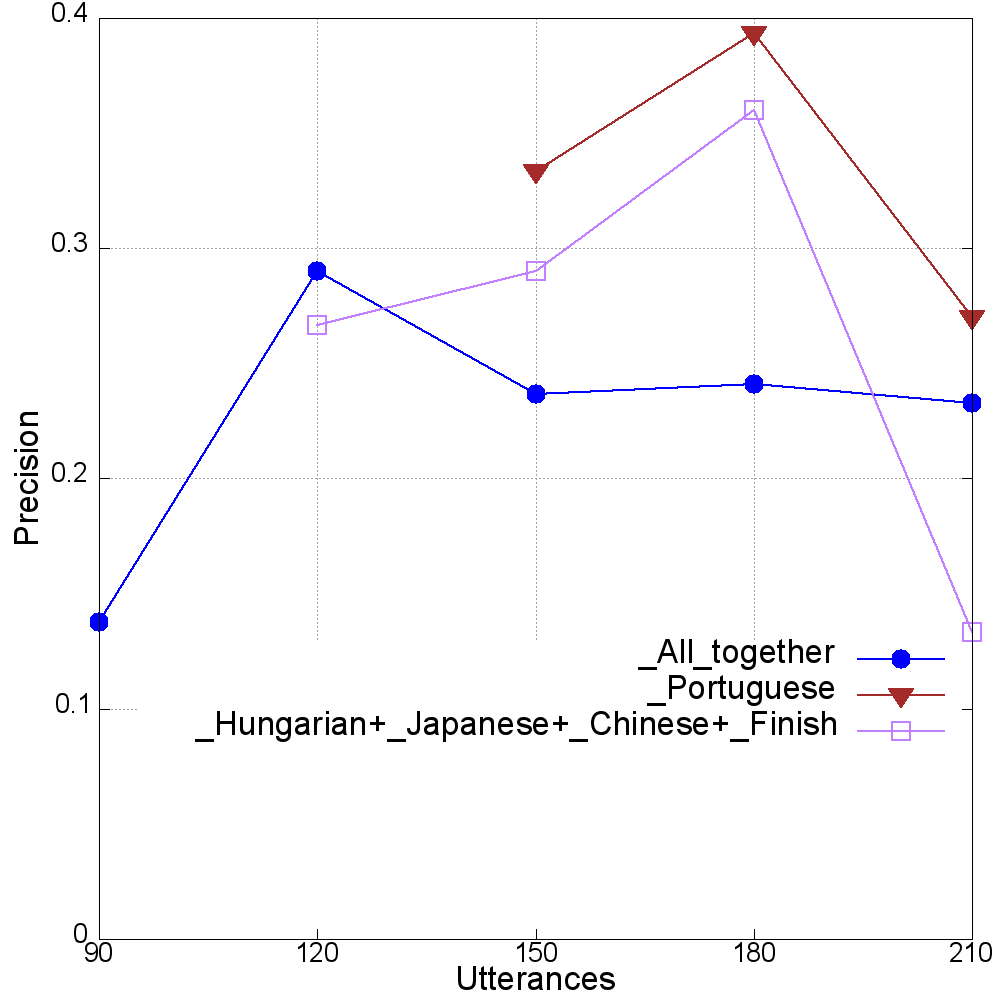 0.4
0.3
0.2
0.1
0
Precision
_All_together
_Portuguese
_Hungarian+_Japanese+_Chinese+_Finish
90 120 150 180 210
Utterances